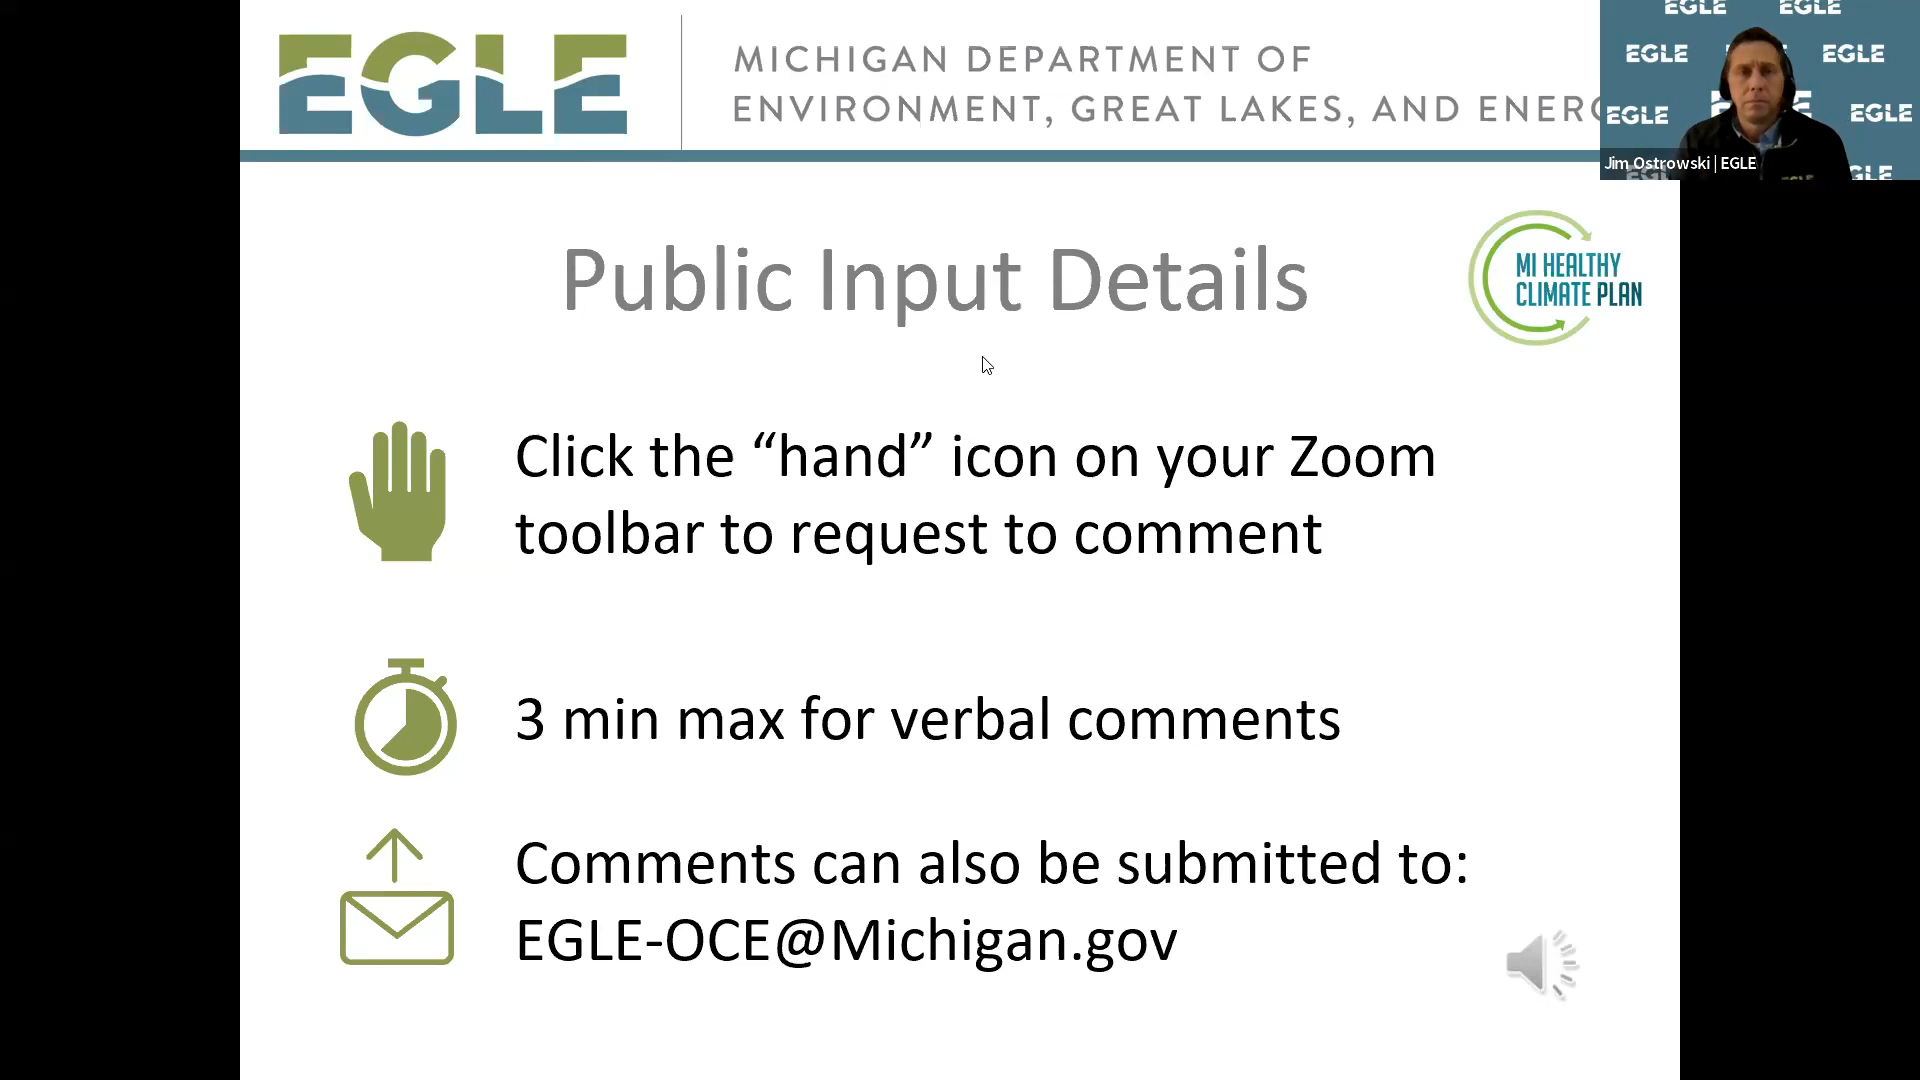 EGLE
MICHIGAN DEPARTMENT OF
ENVIRONMENT, GREAT LAKES, AND ENERG
EGLE EGLE
EGLE EGLE
EGLE EGLE
Jim Ostrowski | EGLE
Public Input Details
MI HEALTHY
CLIMATE PLAN
Click the “hand” icon on your Zoom
toolbar to request to comment
3 min max for verbal comments
Comments can also be submitted to:
EGLE-OCE@Michigan.gov